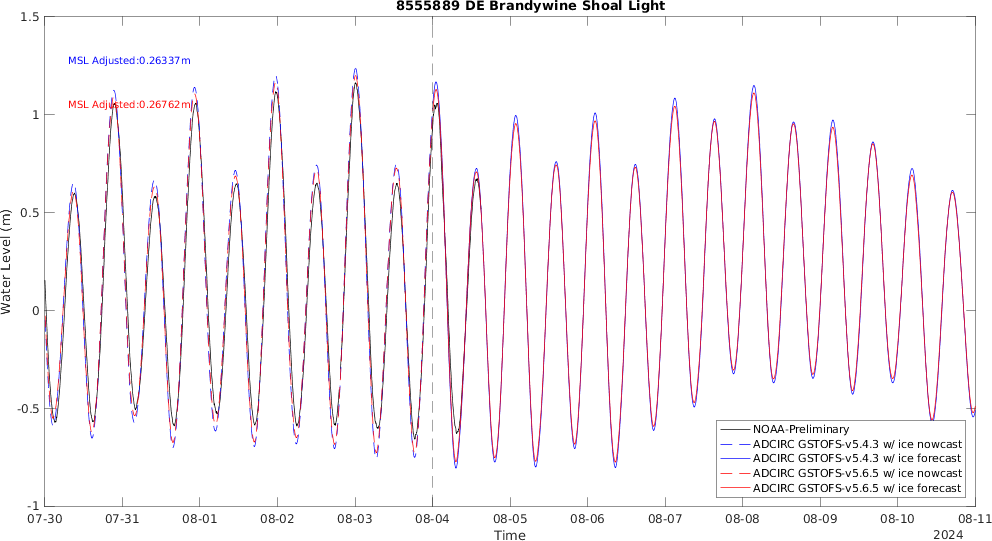 8555889 DE Brandywine Shoal Light
1.5
1
0.5
0
-0.5
-1
Water Level (m)
MSL Adjusted:0.26337m
MSL Adjusted:0.26762m
NOAA-Preliminary
ADCIRC GSTOFS-v5.4.3 w/ ice nowcast
ADCIRC GSTOFS-v5.4.3 w/ ice forecast
ADCIRC GSTOFS-v5.6.5 w/ ice nowcast
ADCIRC GSTOFS-v5.6.5 w/ ice forecast
07-30 07-31 08-01 08-02 08-03 08-04 08-05 08-06 08-07 08-08 08-09 08-10 08-11
Time
2024